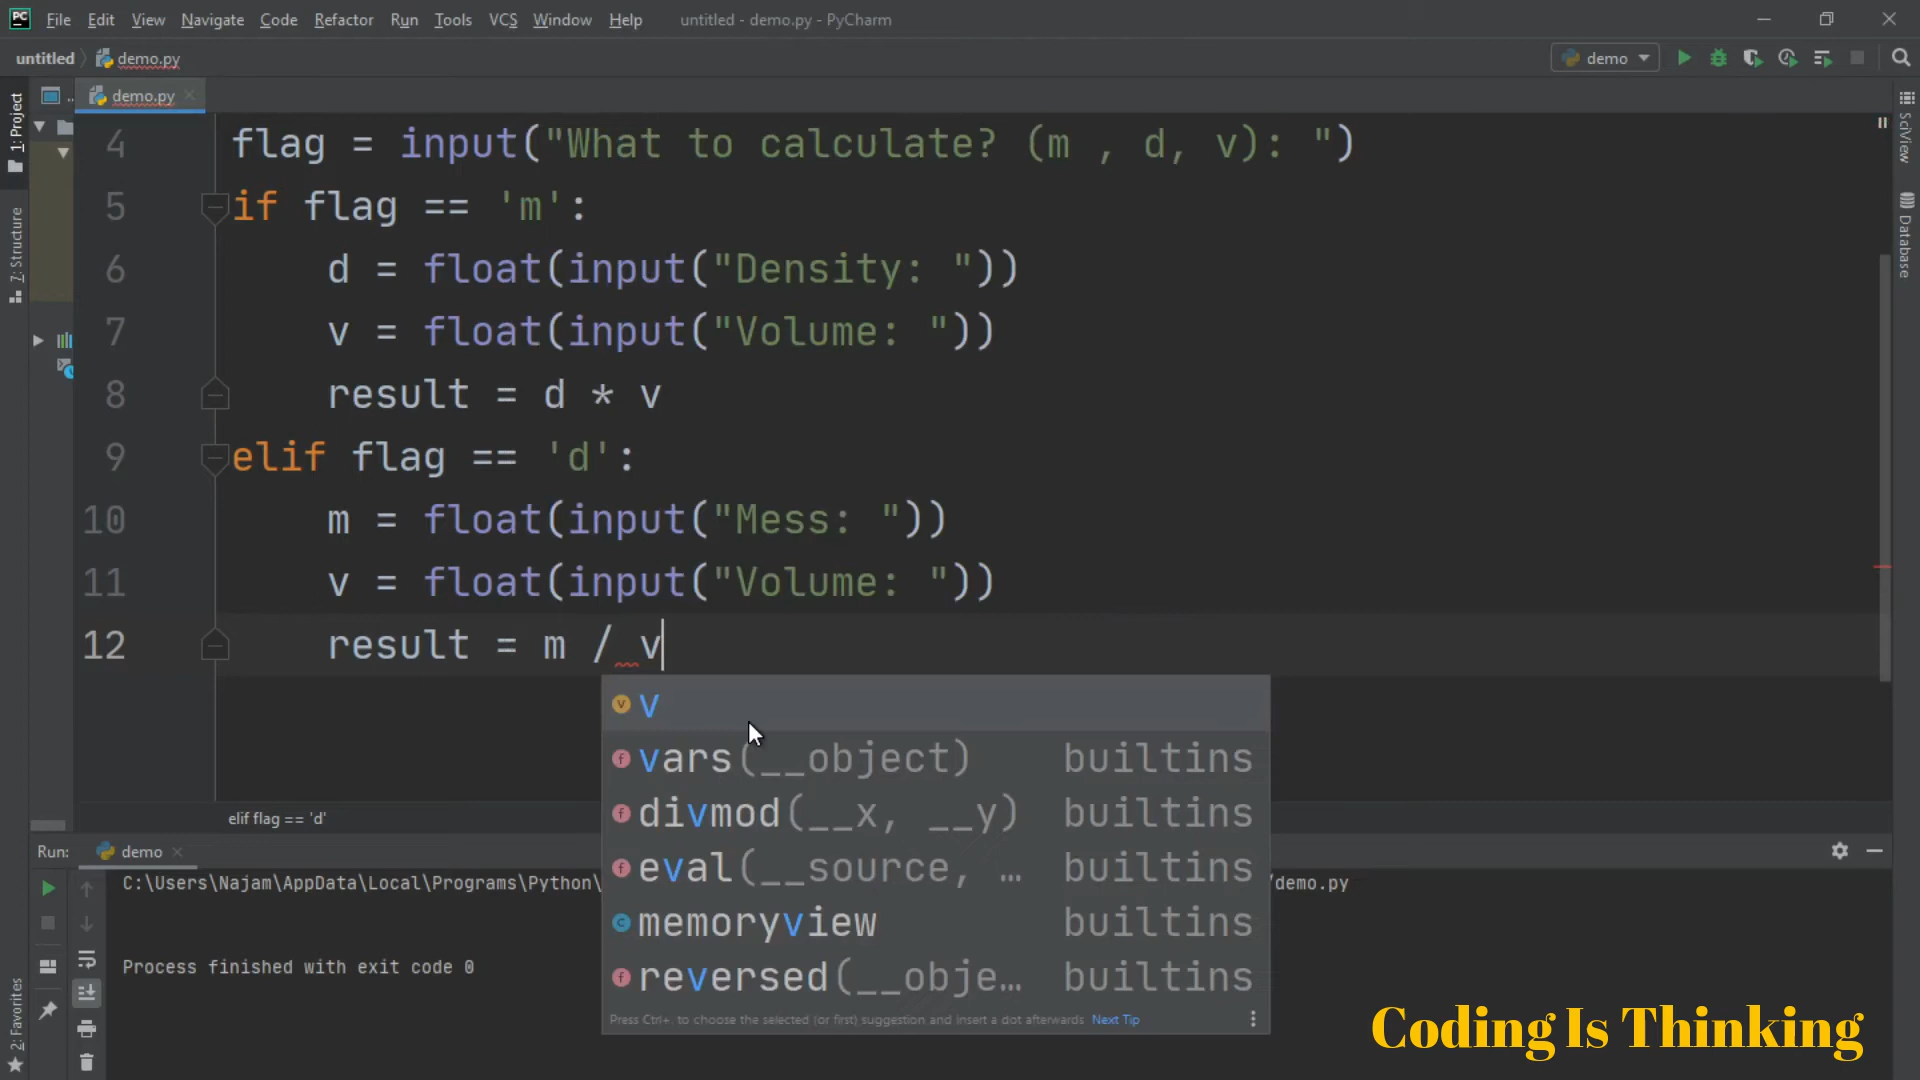 PC File Edit View Navigate Code Refactor Run Tools VCS Window Help untitled - demo.py - PyCharm
untitled demo.py demo
demo.py
1: Project
7: Structure
2: Favorites
SciView
Database
4 flag = input("What to calculate? (m , d, v): ")
5 if flag == 'm':
6 d = float(input("Density: "))
7 v = float(input("Volume: "))
8 result = d * v
9 elif flag == 'd':
10 m = float(input("Mess: "))
11 v = float(input("Volume: "))
12 result = m / v
v v
f vars(__object) builtins
f divmod(__x, __y) builtins
f eval(__source, … builtins
c memoryview builtins
f reversed(__obje… builtins
Press Ctrl+. to choose the selected (or first) suggestion and insert a dot afterwards Next Tip
elif flag == 'd'
Run: demo
C:\Users\Najam\AppData\Local\Programs\Python\ /demo.py
Process finished with exit code 0
Coding Is Thinking